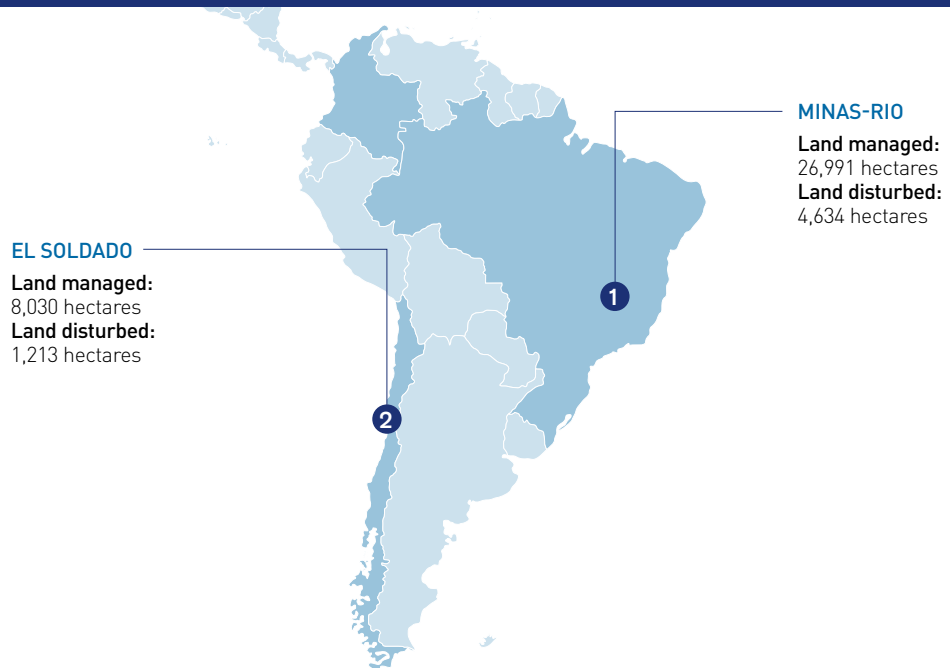 MINAS-RIO
Land managed:
26,991 hectares
Land disturbed:
4,634 hectares
1
EL SOLDADO
Land managed:
8,030 hectares
Land disturbed:
1,213 hectares
2